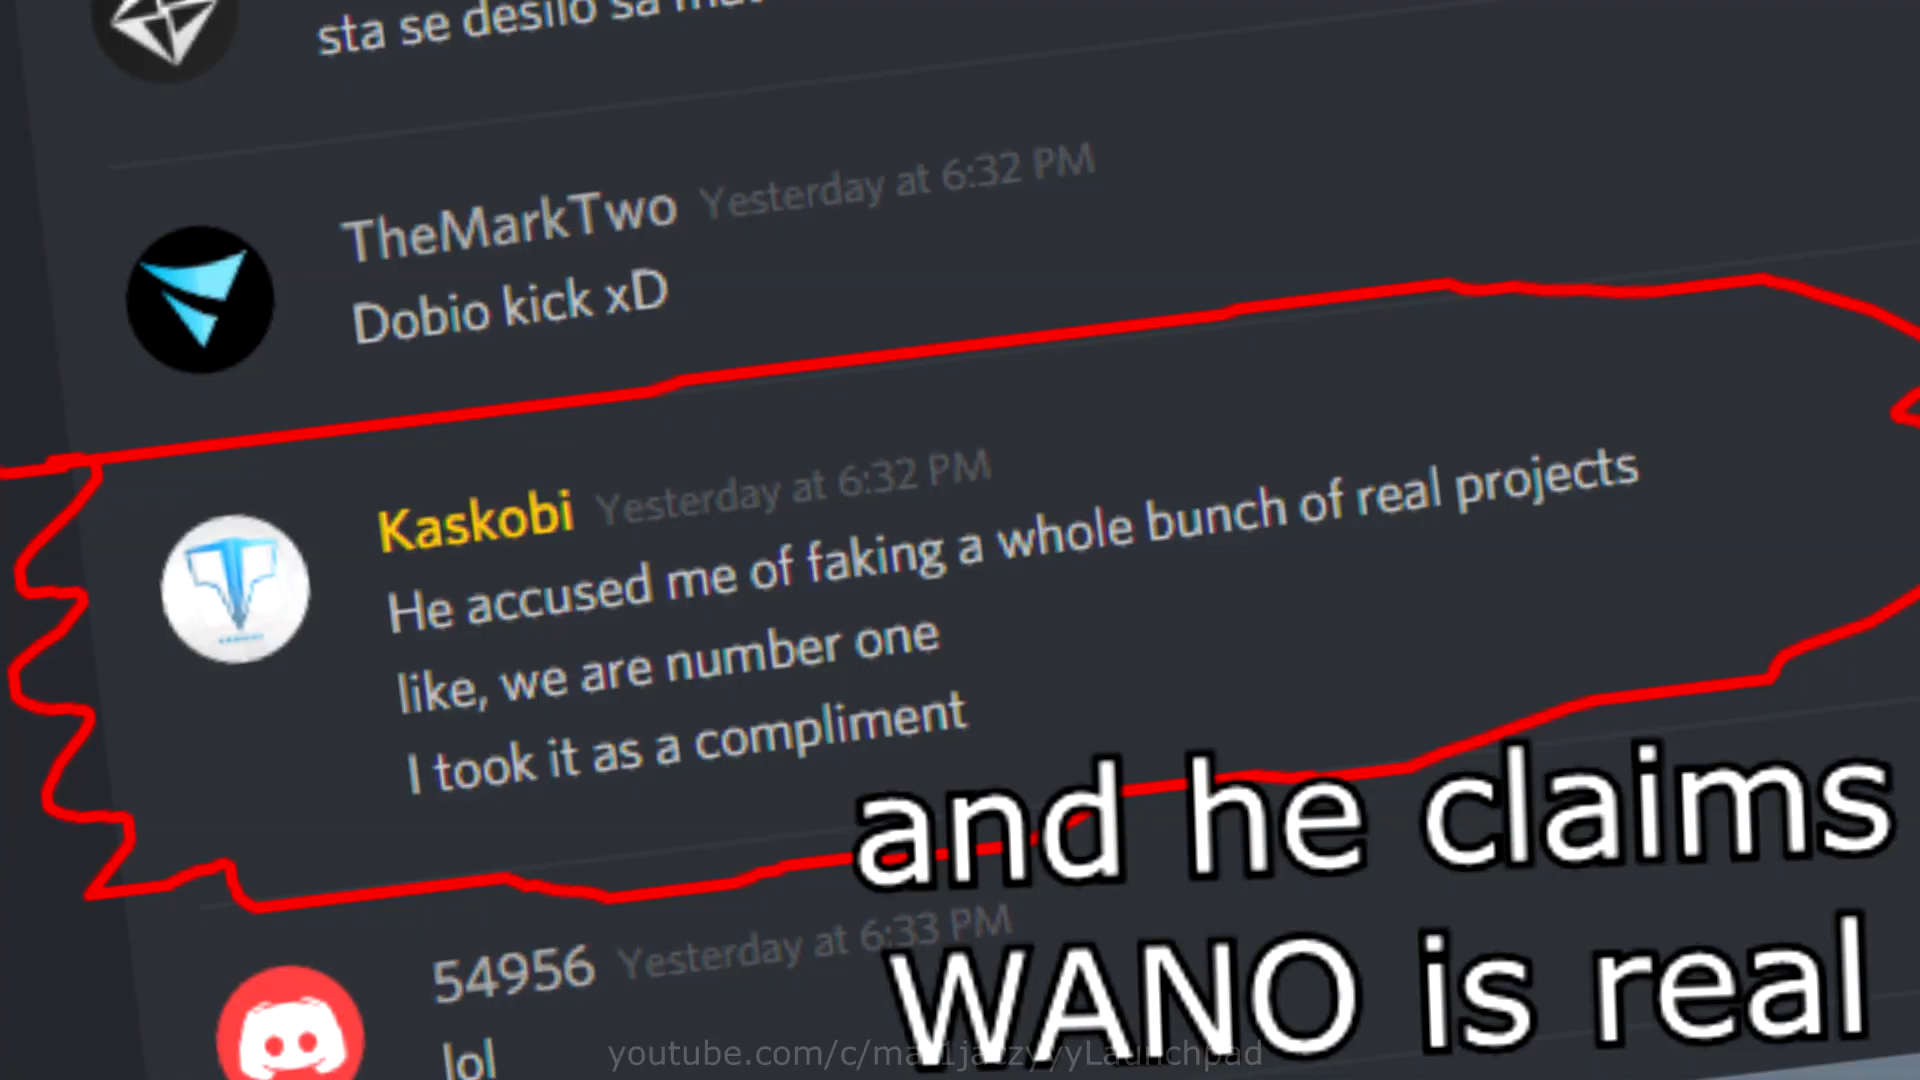 sta se desilo sa
TheMarkTwo Yesterday at 6:32 PM
Dobio kick xD
Kaskobi Yesterday at 6:32 PM
He accused me of faking a whole bunch of real projects
like, we are number one
I took it as a compliment
and he claims
WANO is real
54956 Yesterday at 6:33 PM
lol